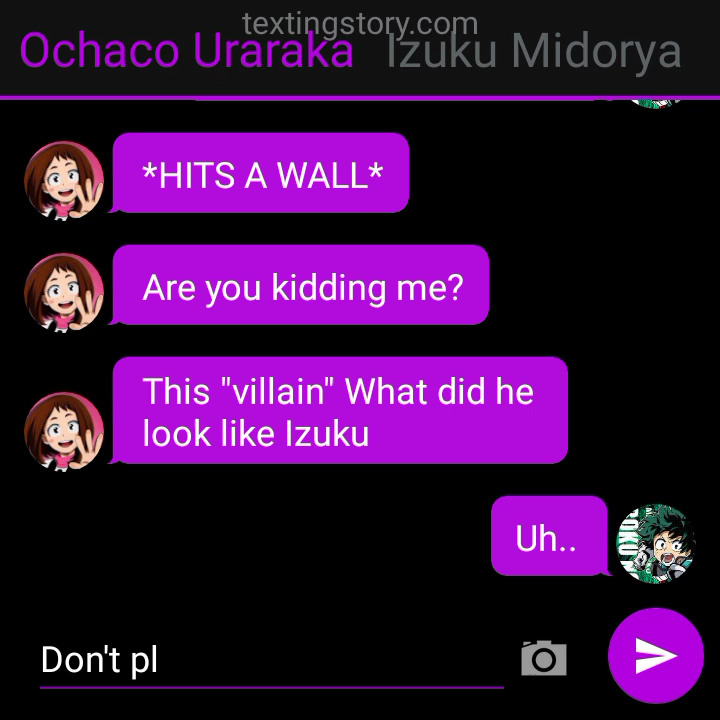 textingstory.com
Ochaco Uraraka Izuku Midorya
*HITS A WALL*
Are you kidding me?
This "villain" What did he
look like Izuku
Uh..
Don't pl